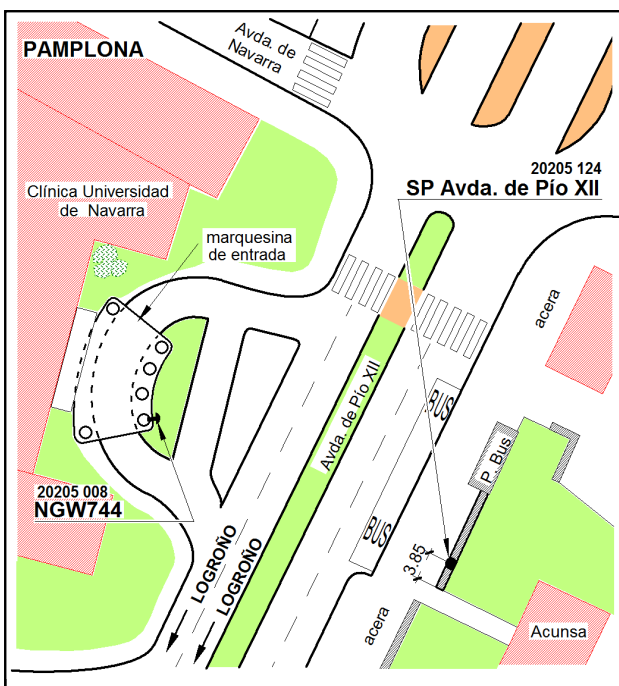 PAMPLONA
Avda. de
Navarra
20205 124
SP Avda. de Pío XII
Clínica Universidad
de Navarra
marquesina
de entrada
acera
Avda. de Pío XII
BUS
P. Bus
20205 008
NGW744
BUS
LOGROÑO
LOGROÑO
3.85
acera
Acunsa